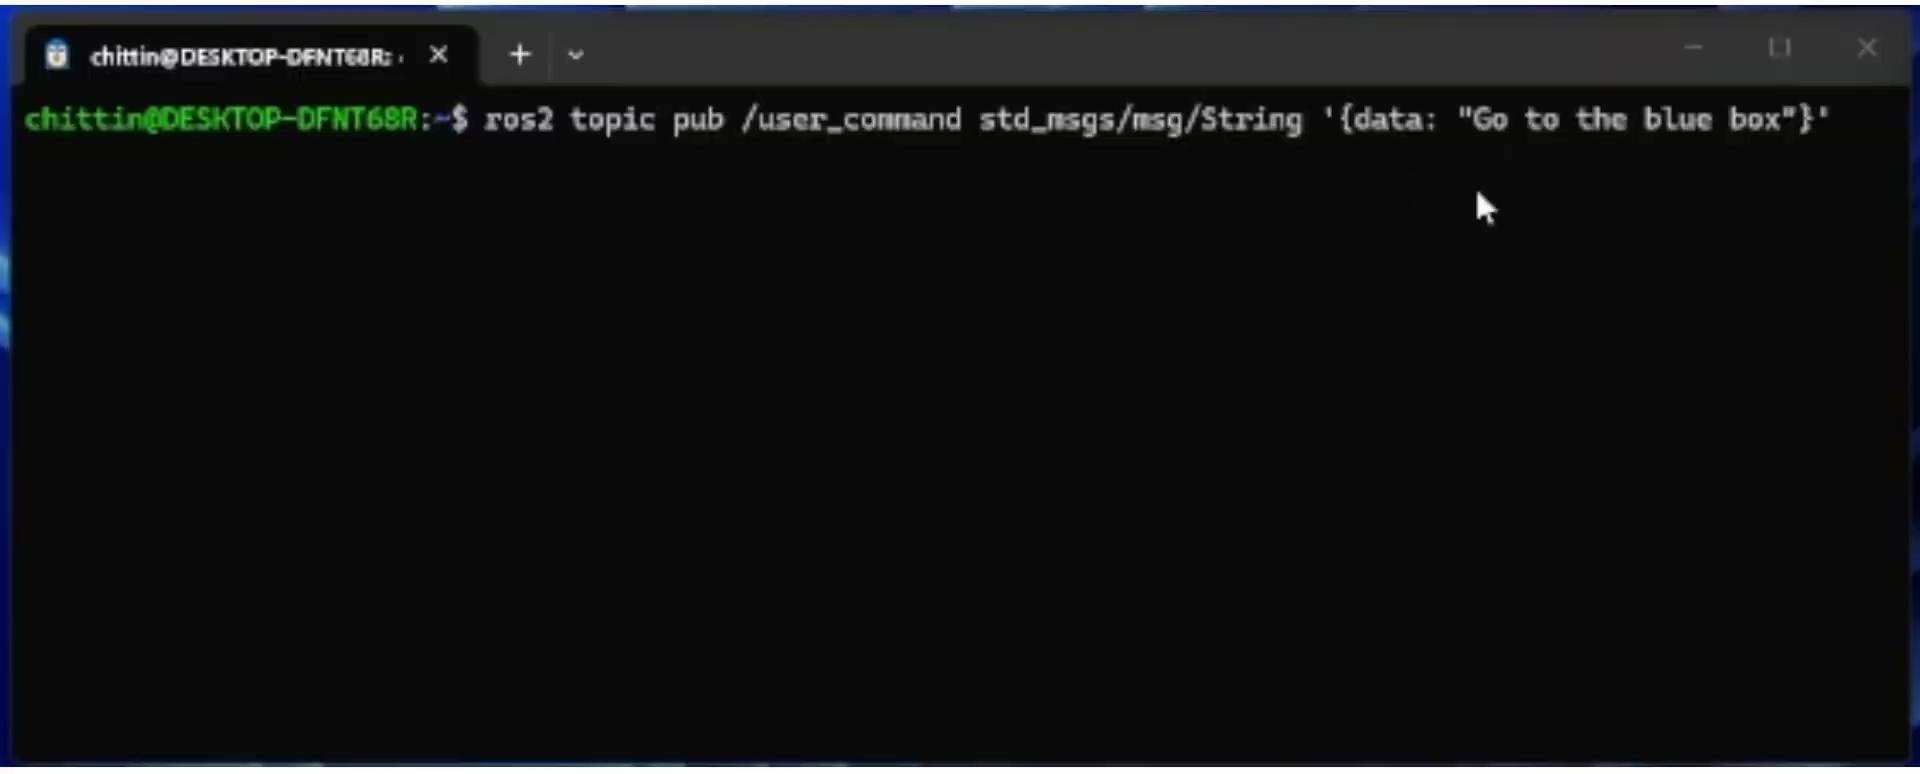 chittin@DESKTOP-DFNT68R:
chittin@DESKTOP-DFNT68R:~$ ros2 topic pub /user_command std_msgs/msg/String '{data: "Go to the blue box"}'